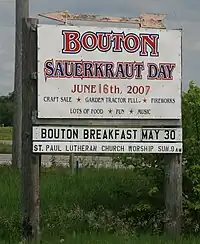 BOUTON
SAUERKRAUT DAY
JUNE 16th, 2007
CRAFT SALE ★ GARDEN TRACTOR PULL ★ FIREWORKS
LOTS OF FOOD ★ FUN ★ MUSIC
BOUTON BREAKFAST MAY 30
ST. PAUL LUTHERAN CHURCH WORSHIP SUN. 9 AM